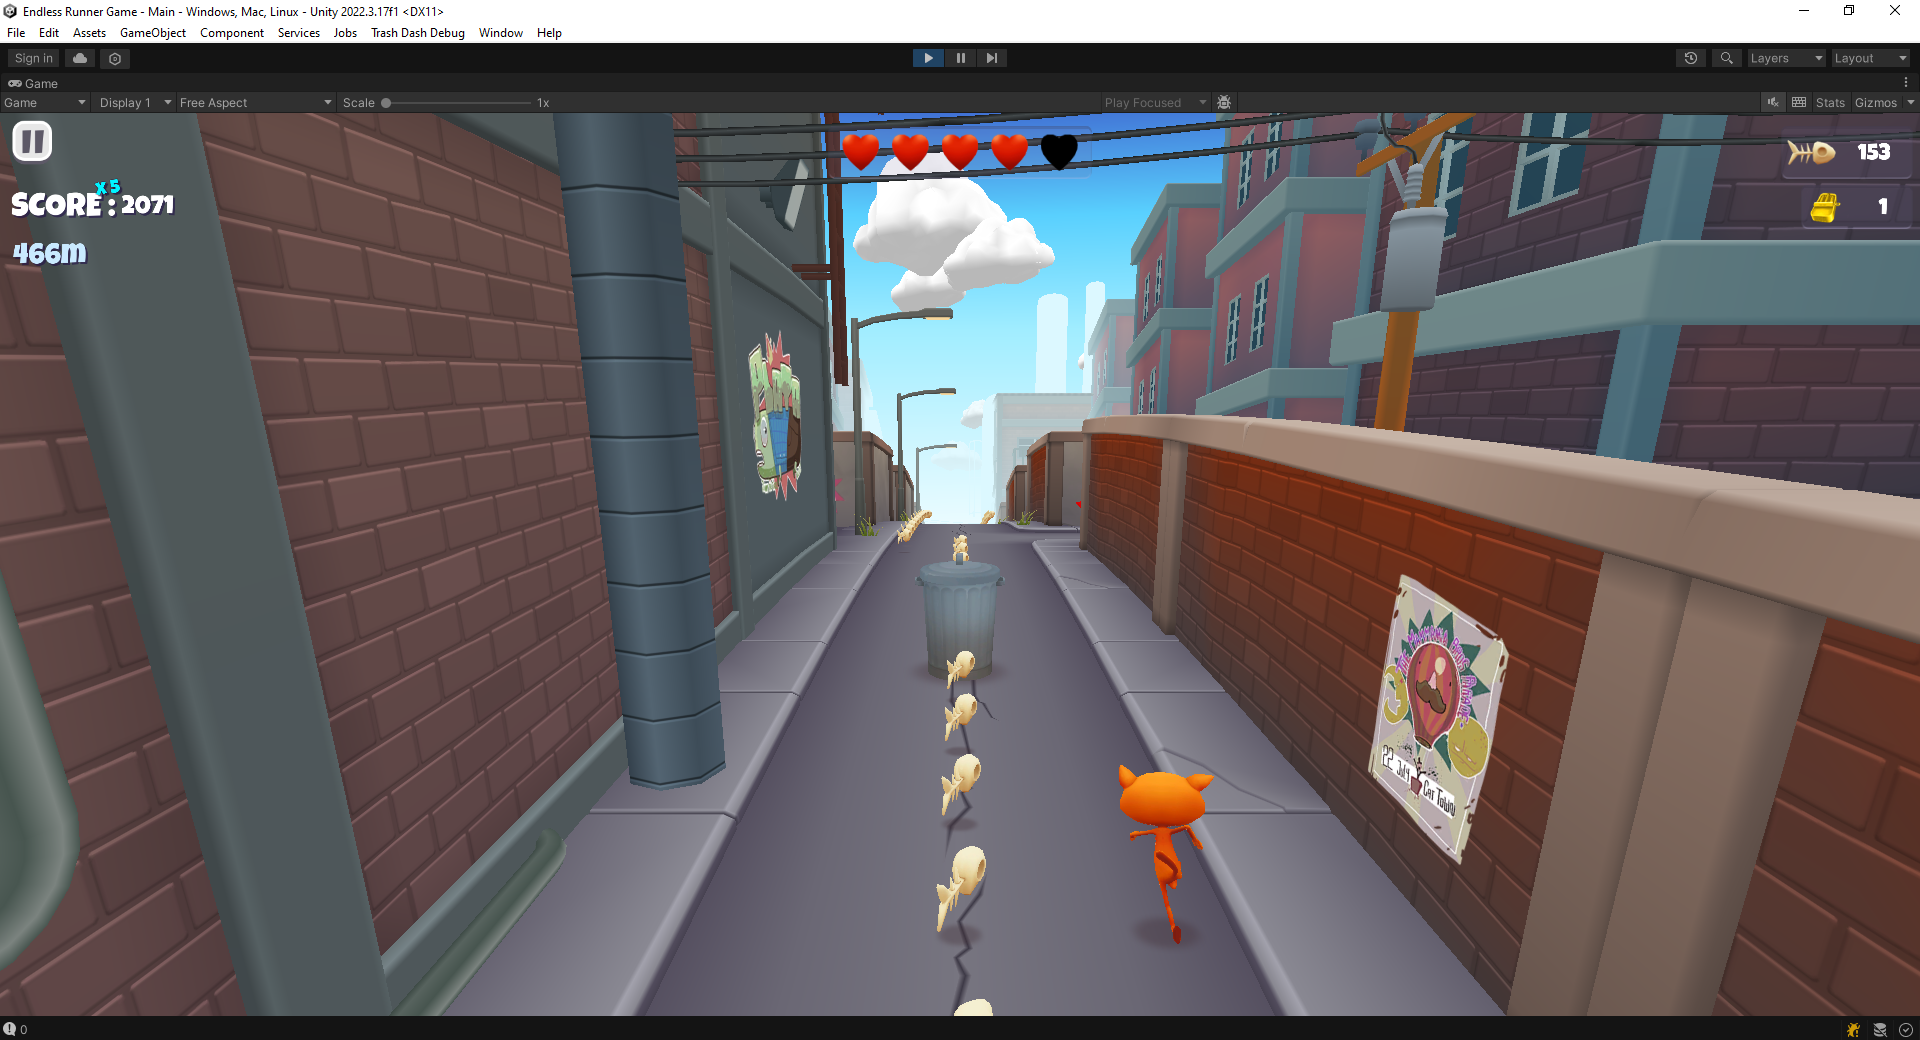 Endless Runner Game - Main - Windows, Mac, Linux - Unity 2022.3.17f1 <DX11>
File Edit Assets GameObject Component Services Jobs Trash Dash Debug Window Help
Sign in Layers Layout
Game
Game Display 1 Free Aspect Scale 1x Play Focused Stats Gizmos
153
X5
SCORE : 2071
1
466m
22 July
Cat Town
0